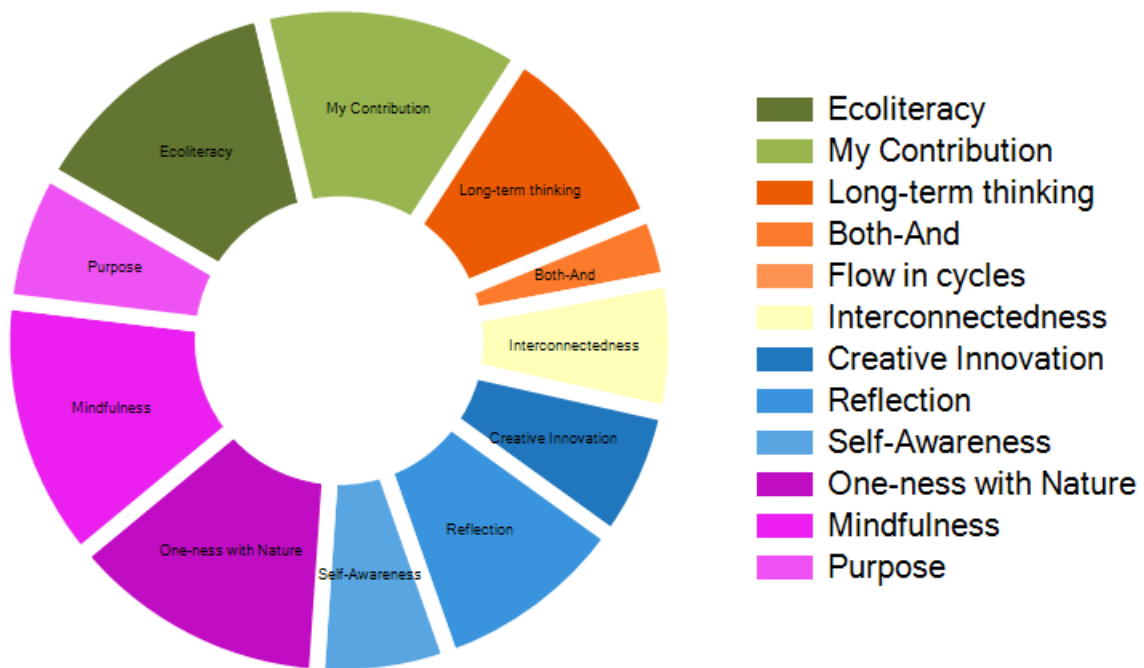 My Contribution
Ecoliteracy
Long-term thinking
Purpose
Both-And
Interconnectedness
Mindfulness
Creative Innovation
Reflection
One-ness with Nature
Self-Awareness
Ecoliteracy
My Contribution
Long-term thinking
Both-And
Flow in cycles
Interconnectedness
Creative Innovation
Reflection
Self-Awareness
One-ness with Nature
Mindfulness
Purpose